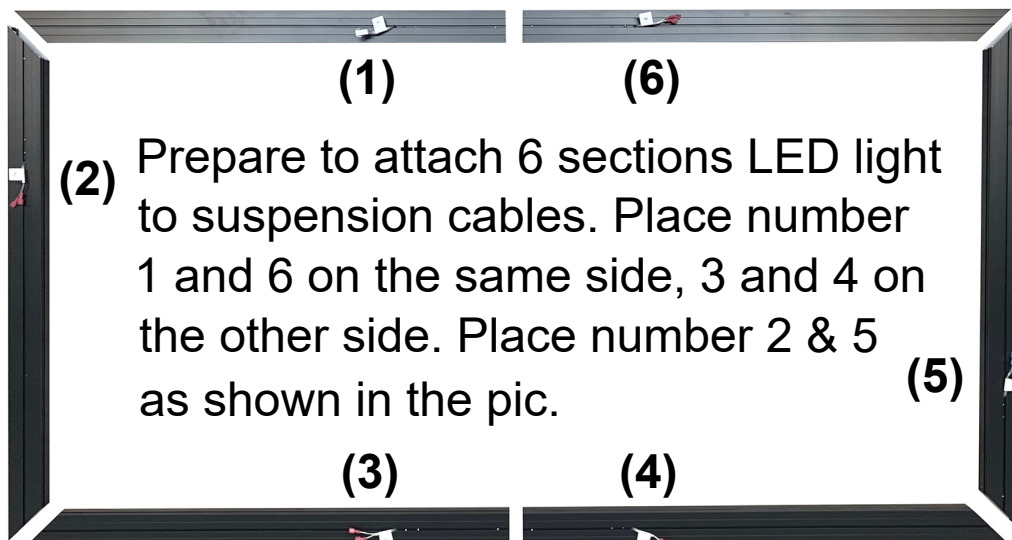 (1)
(6)
(2)
Prepare to attach 6 sections LED light
to suspension cables. Place number
1 and 6 on the same side, 3 and 4 on
the other side. Place number 2 & 5
as shown in the pic.
(5)
(3)
(4)